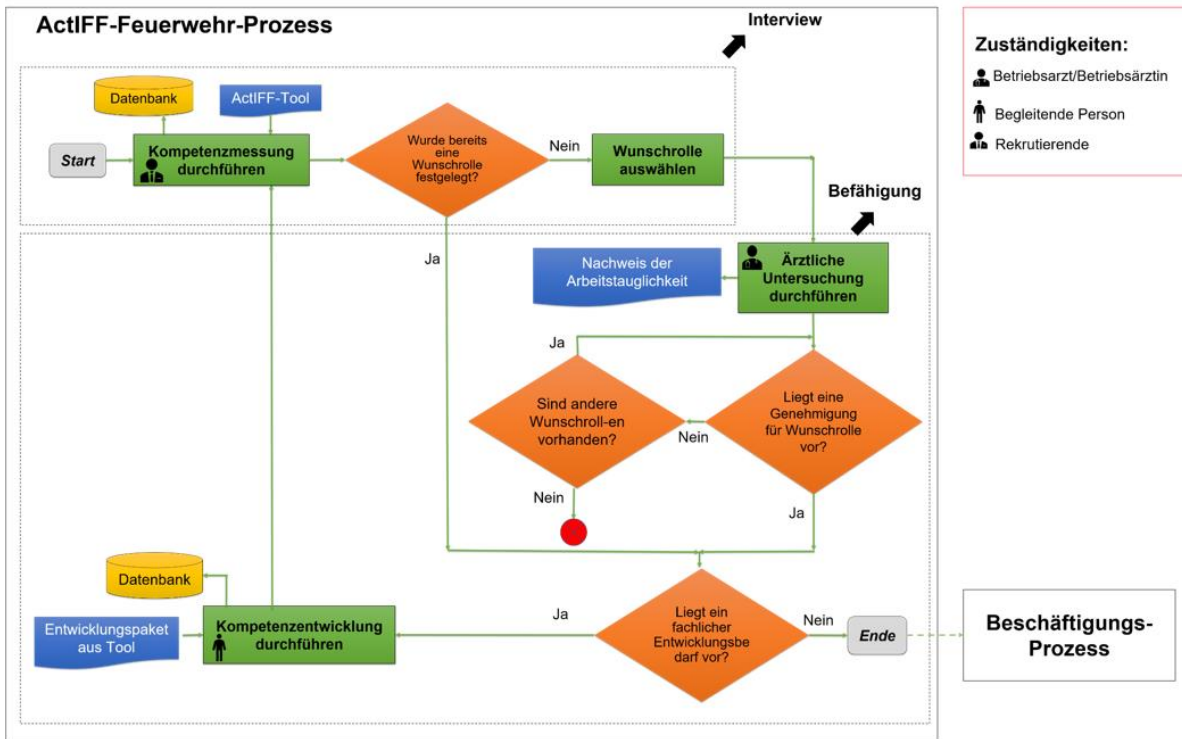 ActIFF-Feuerwehr-Prozess
Interview
Zuständigkeiten:
Betriebsarzt/Betriebsärztin
Begleitende Person
Rekrutierende
Datenbank
ActIFF-Tool
Start
Kompetenzmessung
durchführen
Wurde bereits
eine
Wunschrolle
festgelegt?
Nein
Wunschrolle
auswählen
Befähigung
Ja
Nachweis der
Arbeitstauglichkeit
Ärztliche
Untersuchung
durchführen
Ja
Sind andere
Wunschroll-en
vorhanden?
Nein
Liegt eine
Genehmigung
für Wunschrolle
vor?
Nein
Ja
Datenbank
Entwicklungspaket
aus Tool
Kompetenzentwicklung
durchführen
Ja
Liegt ein
fachlicher
Entwicklungsbe
darf vor?
Nein
Ende
Beschäftigungs-
Prozess